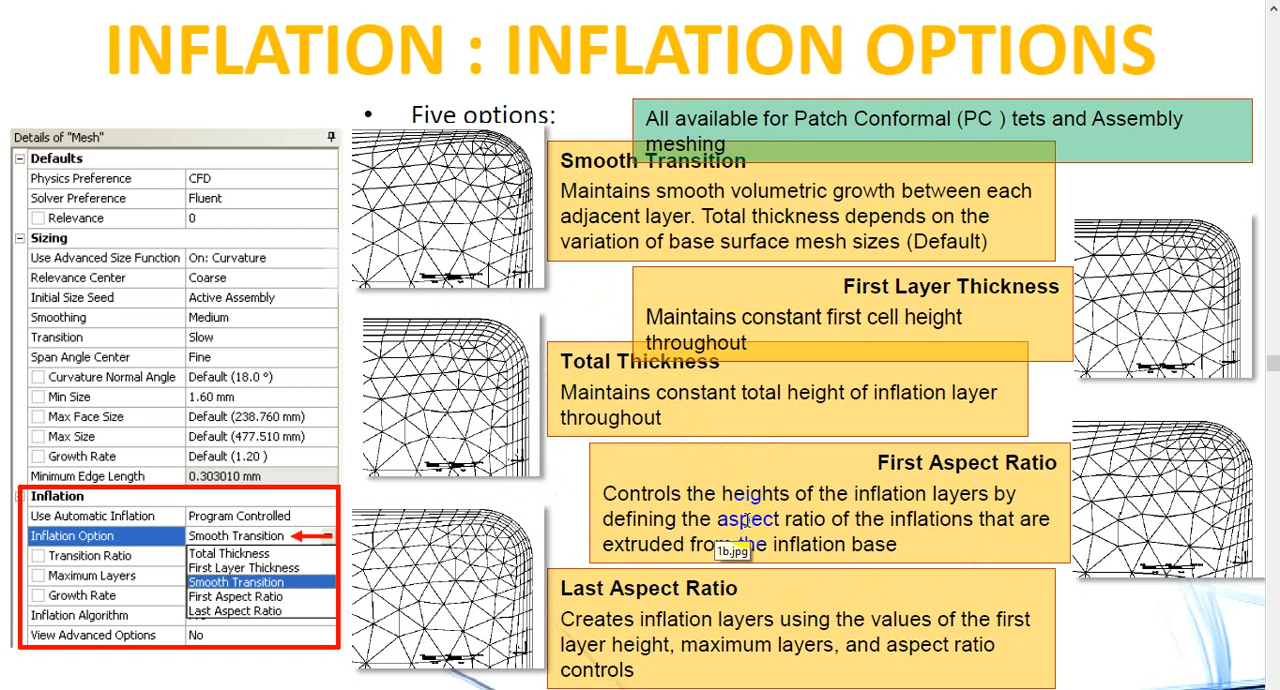 INFLATION : INFLATION OPTIONS
• Five options:
All available for Patch Conformal (PC ) tets and Assembly
meshing
Details of "Mesh"
Defaults
Physics Preference CFD
Solver Preference Fluent
Relevance 0
Sizing
Use Advanced Size Function On: Curvature
Relevance Center Coarse
Initial Size Seed Active Assembly
Smoothing Medium
Transition Slow
Span Angle Center Fine
Curvature Normal Angle Default (18.0 °)
Min Size 1.60 mm
Max Face Size Default (238.760 mm)
Max Size Default (477.510 mm)
Growth Rate Default (1.20 )
Minimum Edge Length 0.303010 mm
Inflation
Use Automatic Inflation Program Controlled
Inflation Option Smooth Transition
Transition Ratio
Maximum Layers
Growth Rate
Inflation Algorithm
View Advanced Options No
Total Thickness
First Layer Thickness
Smooth Transition
First Aspect Ratio
Last Aspect Ratio
Smooth Transition
Maintains smooth volumetric growth between each
adjacent layer. Total thickness depends on the
variation of base surface mesh sizes (Default)
First Layer Thickness
Maintains constant first cell height
throughout
Total Thickness
Maintains constant total height of inflation layer
throughout
First Aspect Ratio
Controls the heights of the inflation layers by
defining the aspect ratio of the inflations that are
extruded from the inflation base
1b.jpg
Last Aspect Ratio
Creates inflation layers using the values of the first
layer height, maximum layers, and aspect ratio
controls